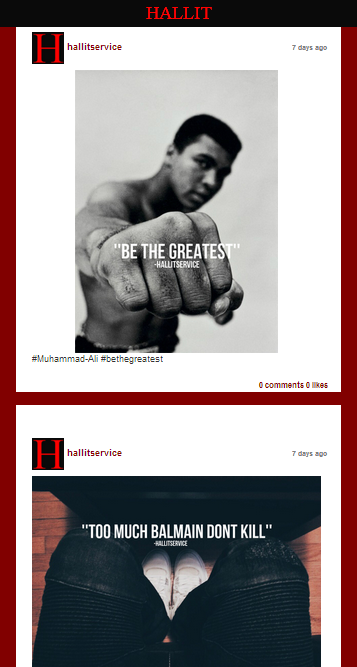 HALLIT
H hallitservice 7 days ago
"BE THE GREATEST"
-HALLITSERVICE
#Muhammad-Ali #bethegreatest
0 comments 0 likes
H hallitservice 7 days ago
"TOO MUCH BALMAIN DONT KILL"
-HALLITSERVICE